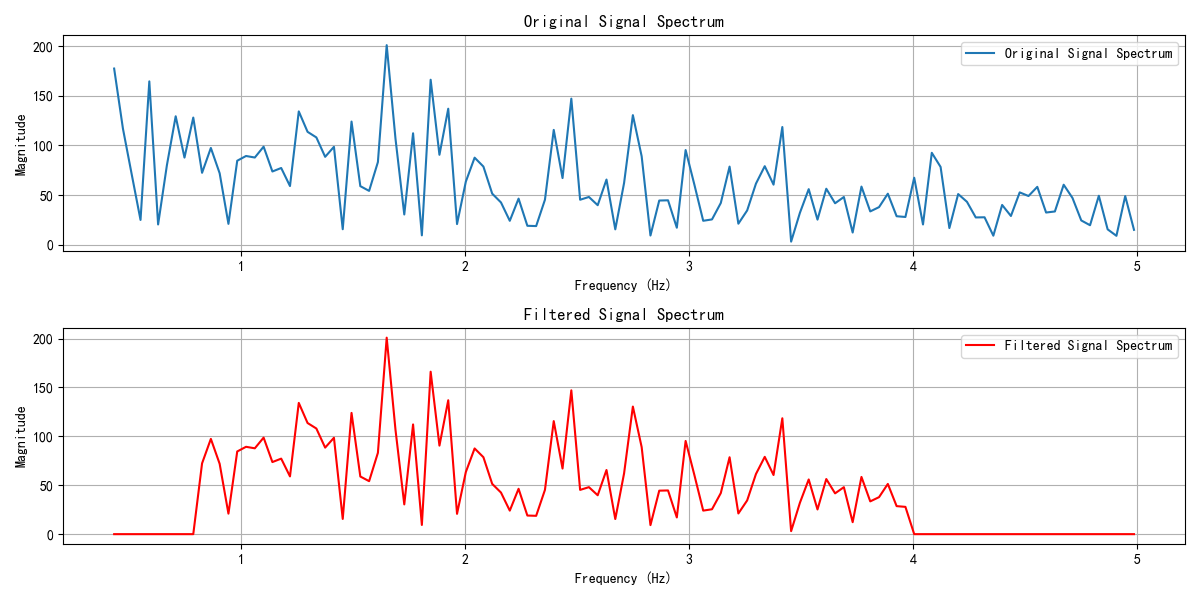 Original Signal Spectrum
200
150
100
50
0
Magnitude
Original Signal Spectrum
1
2
3
4
5
Frequency (Hz)
Filtered Signal Spectrum
200
150
100
50
0
Magnitude
Filtered Signal Spectrum
1
2
3
4
5
Frequency (Hz)